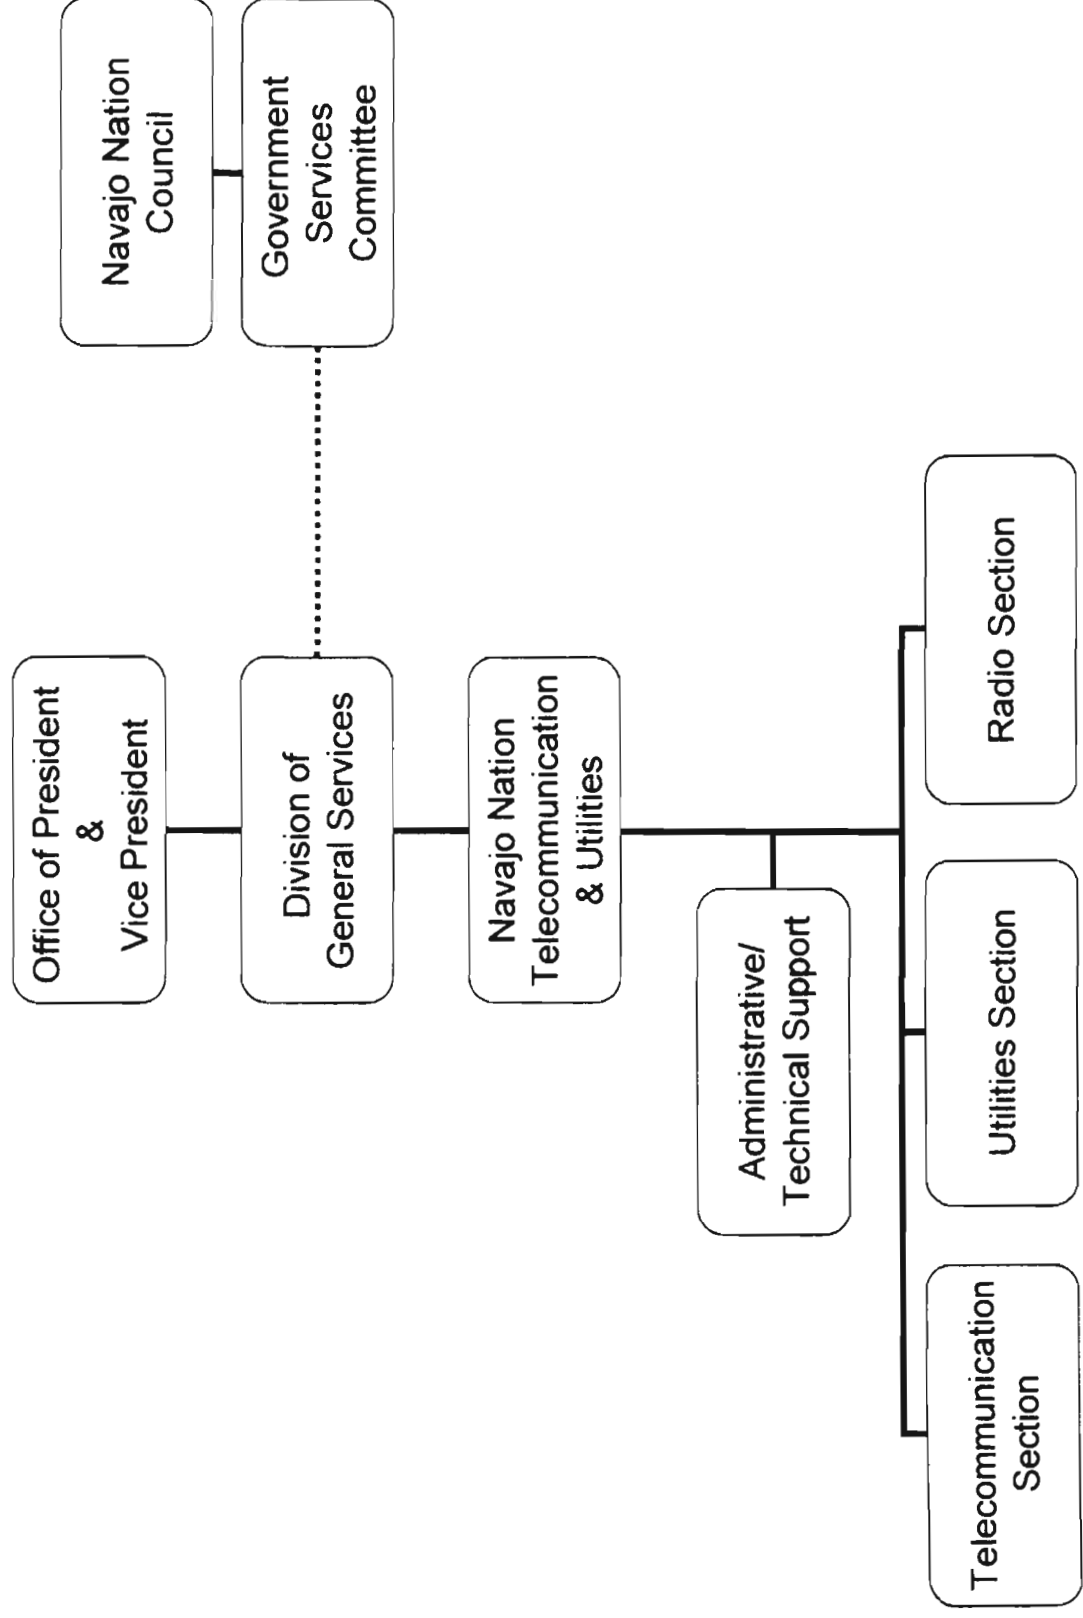 Office of President
&
Vice President
Navajo Nation
Council
Division of
General Services
Government
Services
Committee
Navajo Nation
Telecommunication
& Utilities
Administrative/
Technical Support
Telecommunication
Section
Utilities Section
Radio Section